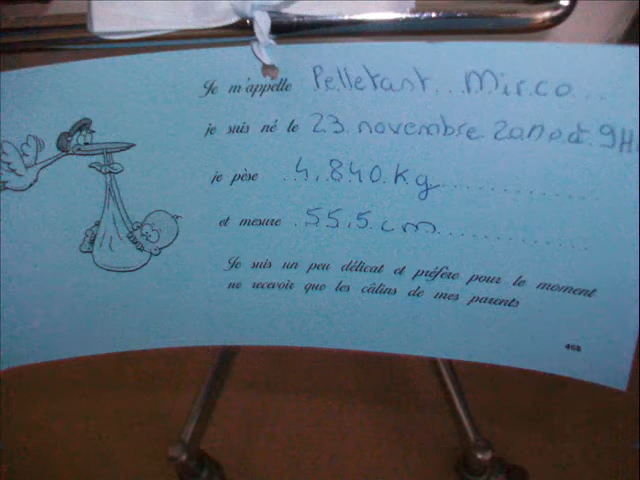 Je m'appelle Pelletant Mirco
je suis né le 23 novembre 9H
je pèse 4,840 kg
et mesure 55,5 cm
Je suis un peu délicat et préfère pour le moment
ne recevoir que les câlins de mes parents